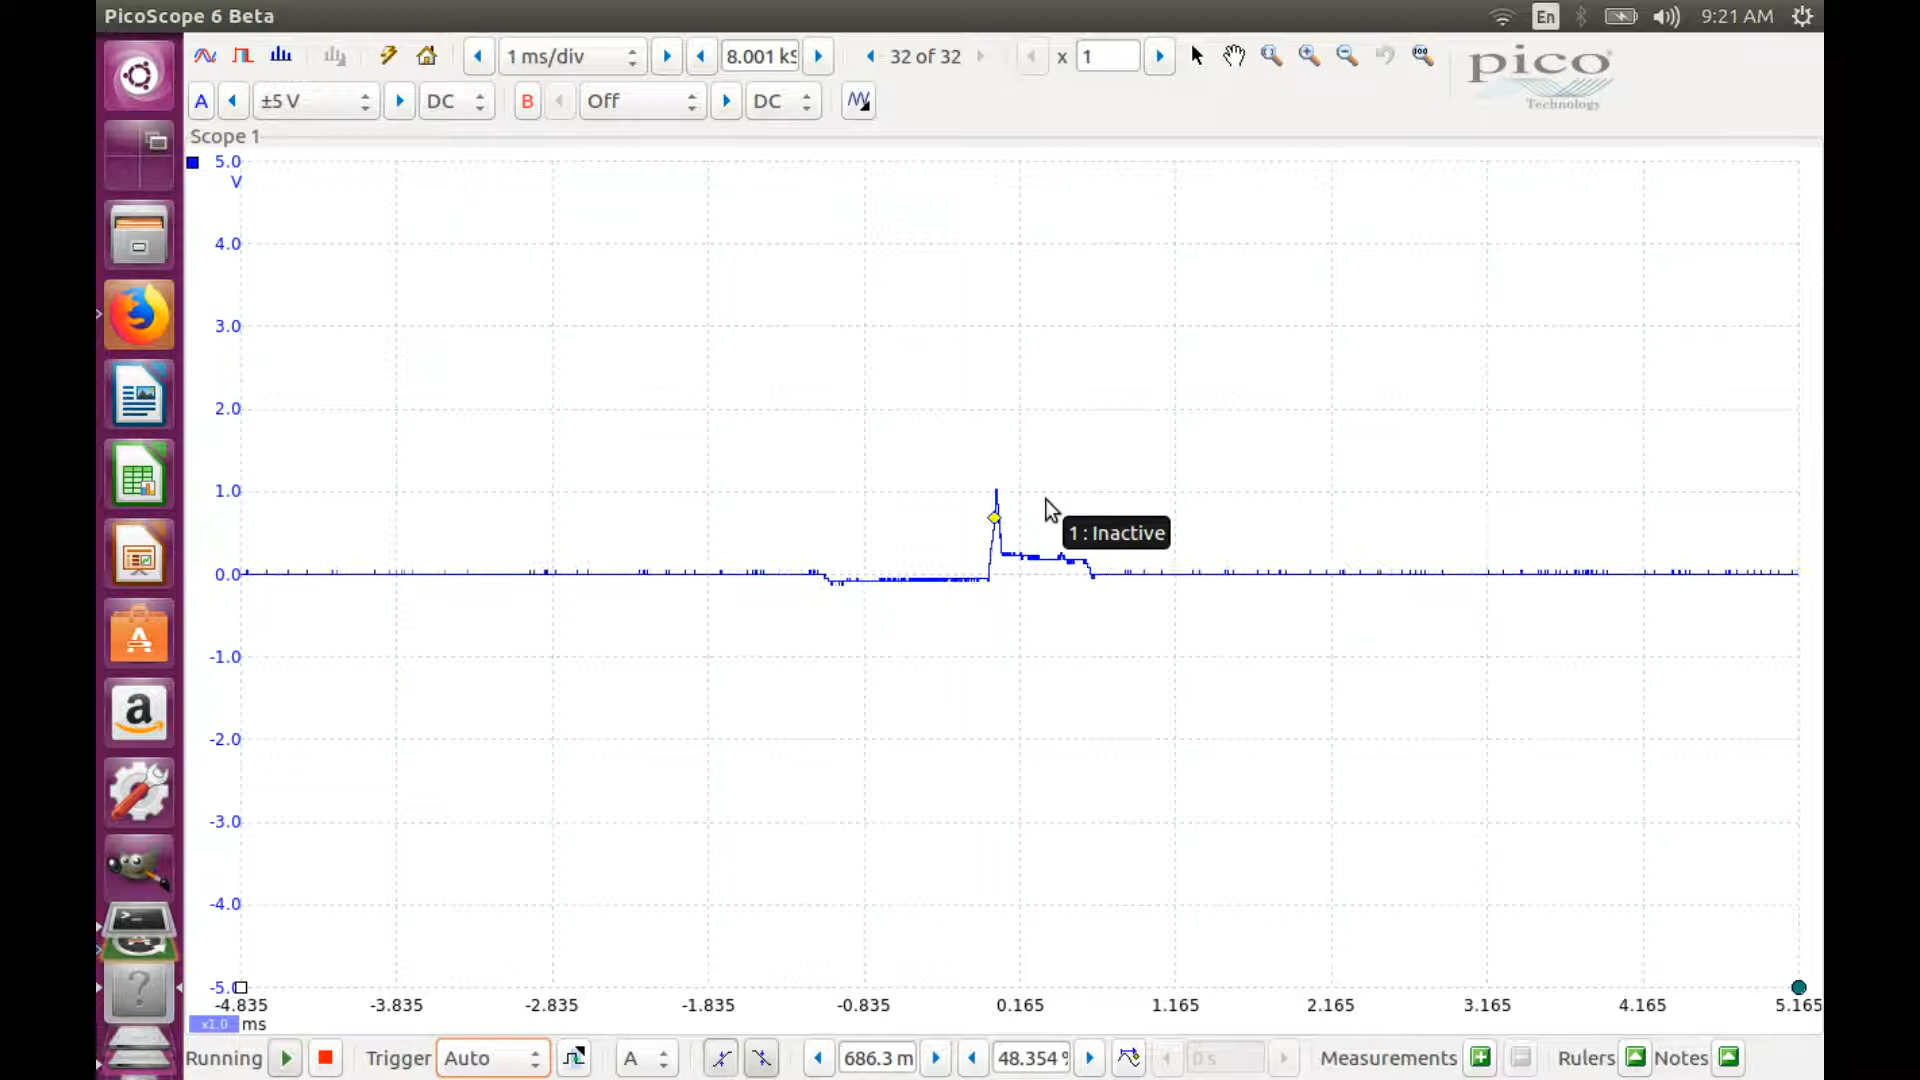 PicoScope 6 Beta
En
9:21 AM
1 ms/div
8.001 kS
32 of 32
x 1
pico
Technology
A
±5 V
DC
B
Off
DC
Scope 1
5.0
V
4.0
3.0
2.0
1.0
1 : Inactive
0.0
-1.0
-2.0
-3.0
-4.0
-5.0
-4.835
-3.835
-2.835
-1.835
-0.835
0.165
1.165
2.165
3.165
4.165
5.165
x1.0
ms
Running
Trigger
Auto
A
686.3 m
48.354 %
0 s
Measurements
Rulers
Notes